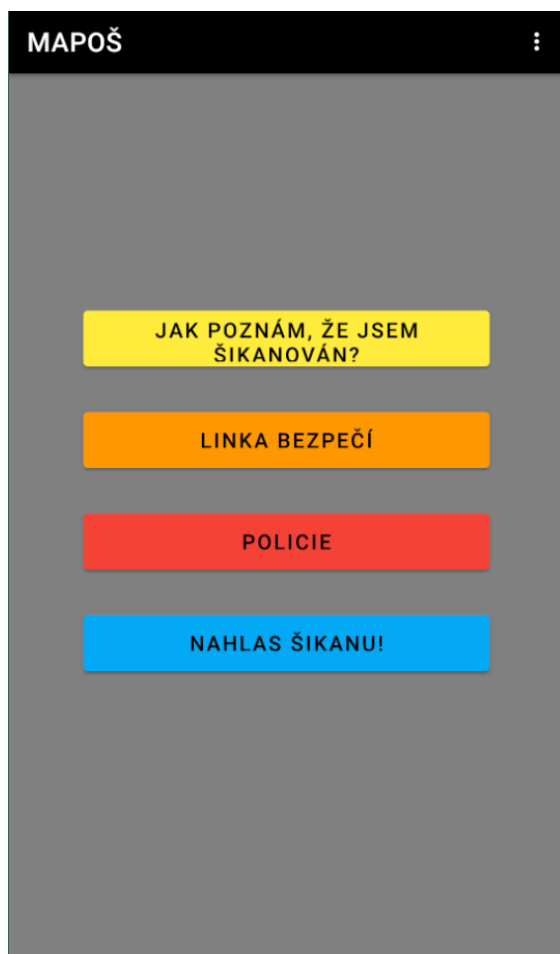 MAPOŠ
JAK POZNÁM, ŽE JSEM
ŠIKANOVÁN?
LINKA BEZPEČÍ
POLICIE
NAHLAS ŠIKANU!